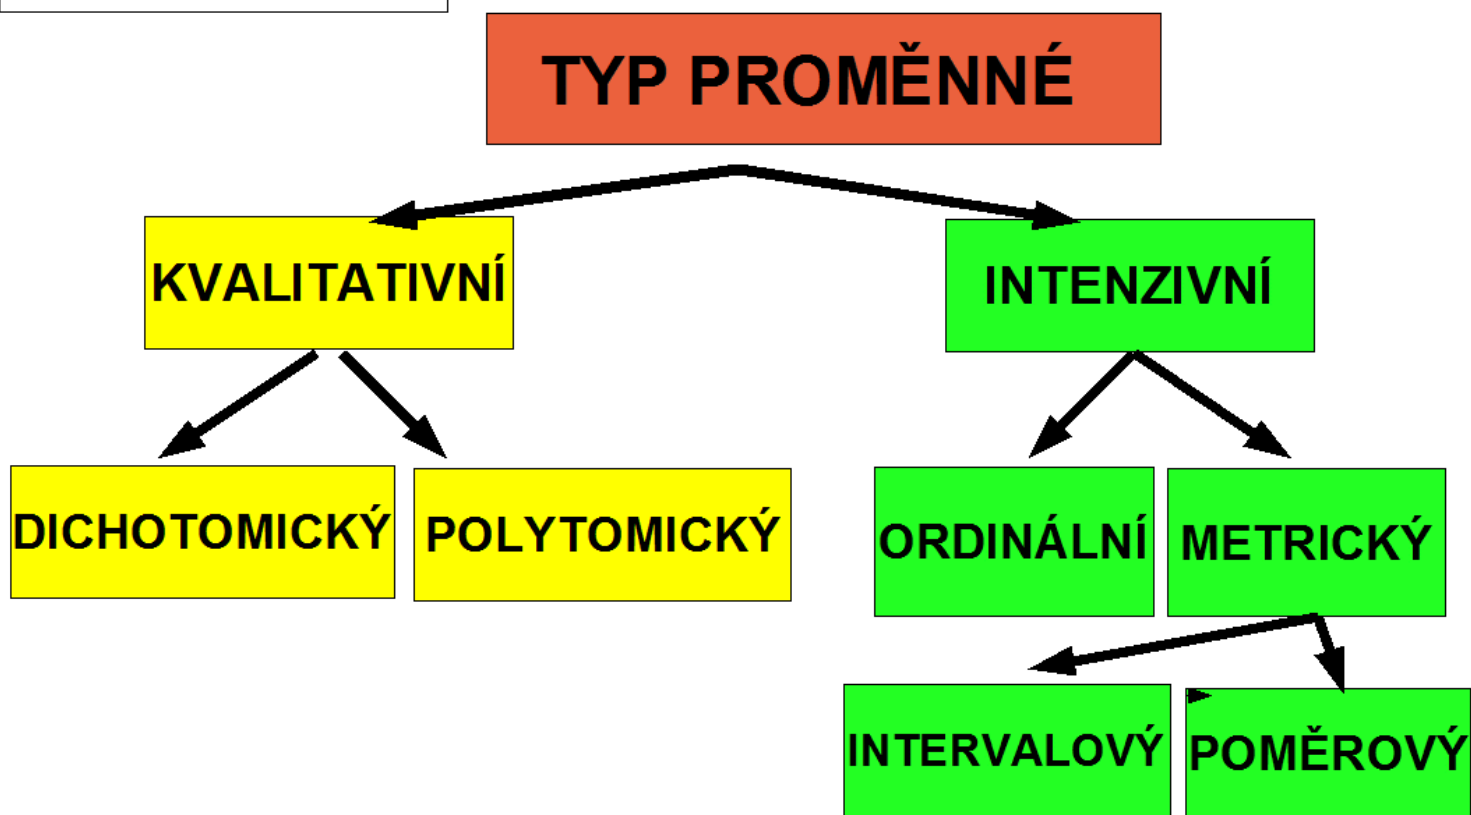 TYP PROMĚNNÉ
KVALITATIVNÍ
INTENZIVNÍ
DICHOTOMICKÝ
POLYTOMICKÝ
ORDINÁLNÍ
METRICKÝ
INTERVALOVÝ
POMĚROVÝ